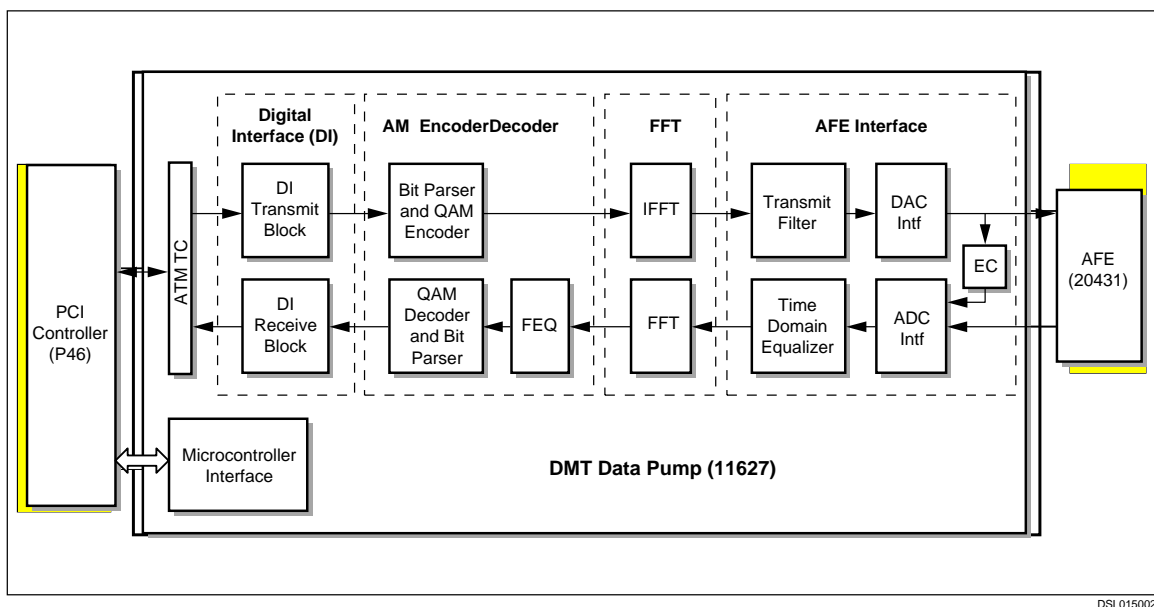 Digital
Interface (DI)
AM  EncoderDecoder
FFT
AFE Interface
PCI
Controller
(P46)
ATM TC
DI
Transmit
Block
Bit Parser
and QAM
Encoder
IFFT
Transmit
Filter
DAC
Intf
EC
AFE
(20431)
DI
Receive
Block
QAM
Decoder
and Bit
Parser
FEQ
FFT
Time
Domain
Equalizer
ADC
Intf
Microcontroller
Interface
DMT Data Pump (11627)
DSL015002